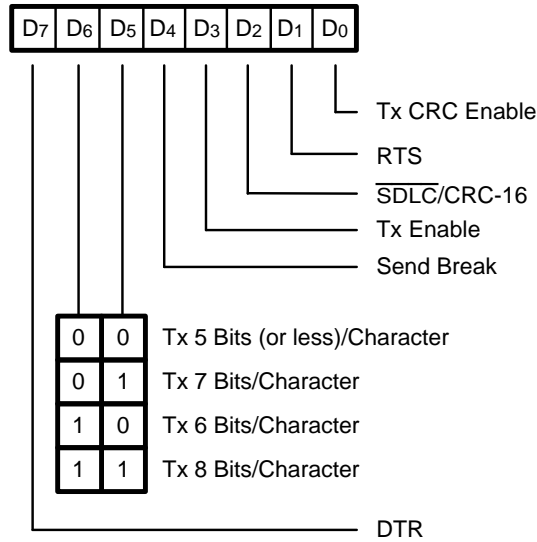 D7 D6 D5 D4 D3 D2 D1 D0
Tx CRC Enable
RTS
S̅D̅L̅C̅/CRC-16
Tx Enable
Send Break
0 0 Tx 5 Bits (or less)/Character
0 1 Tx 7 Bits/Character
1 0 Tx 6 Bits/Character
1 1 Tx 8 Bits/Character
DTR